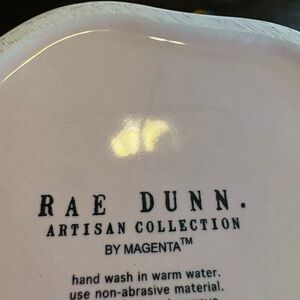 RAE DUNN.
ARTISAN COLLECTION
BY MAGENTA™
hand wash in warm water.
use non-abrasive material.